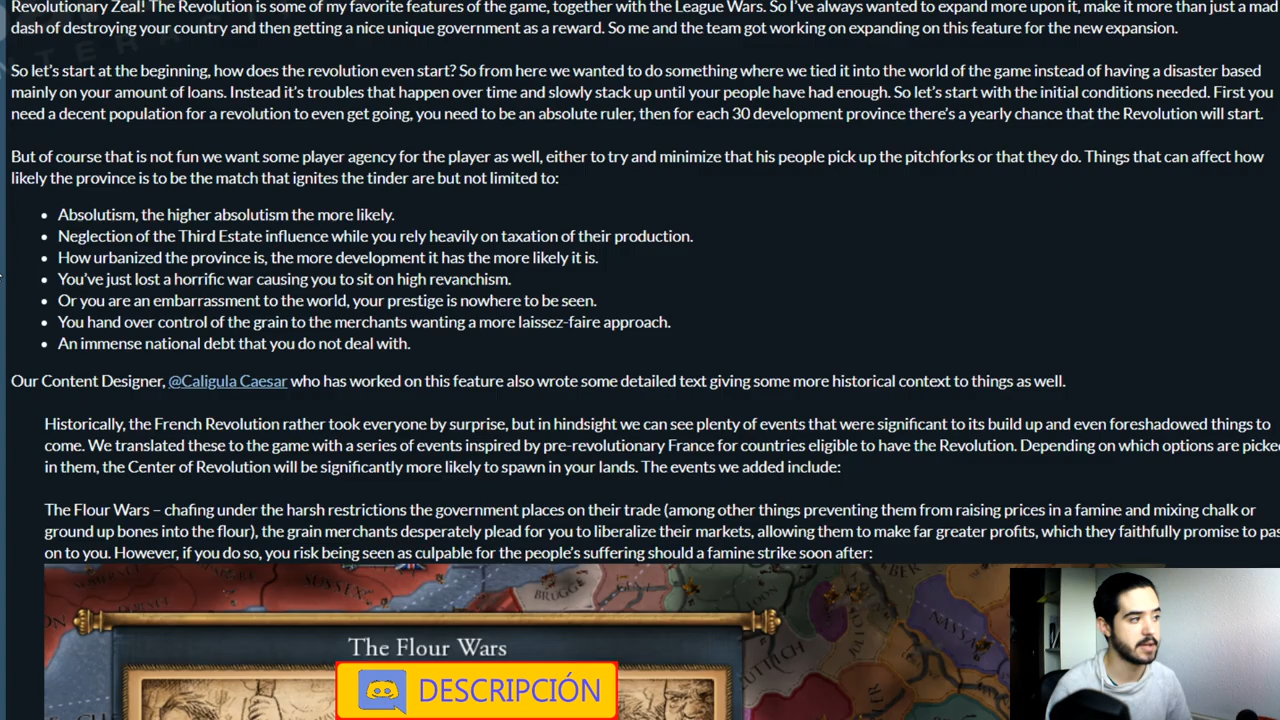 Revolutionary Zeal! The Revolution is some of my favorite features of the game, together with the League Wars. So I've always wanted to expand more upon it, make it more than just a mad
dash of destroying your country and then getting a nice unique government as a reward. So me and the team got working on expanding on this feature for the new expansion.
So let's start at the beginning, how does the revolution even start? So from here we wanted to do something where we tied it into the world of the game instead of having a disaster based
mainly on your amount of loans. Instead it's troubles that happen over time and slowly stack up until your people have had enough. So let's start with the initial conditions needed. First you
need a decent population for a revolution to even get going, you need to be an absolute ruler, then for each 30 development province there's a yearly chance that the Revolution will start.
But of course that is not fun we want some player agency for the player as well, either to try and minimize that his people pick up the pitchforks or that they do. Things that can affect how
likely the province is to be the match that ignites the tinder are but not limited to:
• Absolutism, the higher absolutism the more likely.
• Neglection of the Third Estate influence while you rely heavily on taxation of their production.
• How urbanized the province is, the more development it has the more likely it is.
• You've just lost a horrific war causing you to sit on high revanchism.
• Or you are an embarrassment to the world, your prestige is nowhere to be seen.
• You hand over control of the grain to the merchants wanting a more laissez-faire approach.
• An immense national debt that you do not deal with.
Our Content Designer, @Caligula Caesar who has worked on this feature also wrote some detailed text giving some more historical context to things as well.
Historically, the French Revolution rather took everyone by surprise, but in hindsight we can see plenty of events that were significant to its build up and even foreshadowed things to
come. We translated these to the game with a series of events inspired by pre-revolutionary France for countries eligible to have the Revolution. Depending on which options are picke
in them, the Center of Revolution will be significantly more likely to spawn in your lands. The events we added include:
The Flour Wars – chafing under the harsh restrictions the government places on their trade (among other things preventing them from raising prices in a famine and mixing chalk or
ground up bones into the flour), the grain merchants desperately plead for you to liberalize their markets, allowing them to make far greater profits, which they faithfully promise to pas
on to you. However, if you do so, you risk being seen as culpable for the people's suffering should a famine strike soon after:
SUSSEX
BRUGGE
NASSA
The Flour Wars
DESCRIPCIÓN